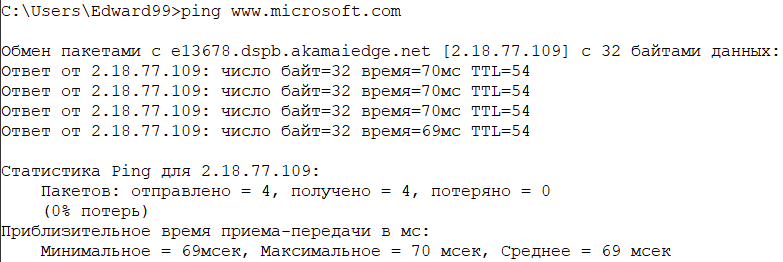 C:\Users\Edward99>ping www.microsoft.com
Обмен пакетами с e13678.dspb.akamaiedge.net [2.18.77.109] с 32 байтами данных:
Ответ от 2.18.77.109: число байт=32 время=70мс TTL=54
Ответ от 2.18.77.109: число байт=32 время=70мс TTL=54
Ответ от 2.18.77.109: число байт=32 время=70мс TTL=54
Ответ от 2.18.77.109: число байт=32 время=69мс TTL=54
Статистика Ping для 2.18.77.109:
Пакетов: отправлено = 4, получено = 4, потеряно = 0
(0% потерь)
Приблизительное время приема-передачи в мс:
Минимальное = 69мсек, Максимальное = 70 мсек, Среднее = 69 мсек